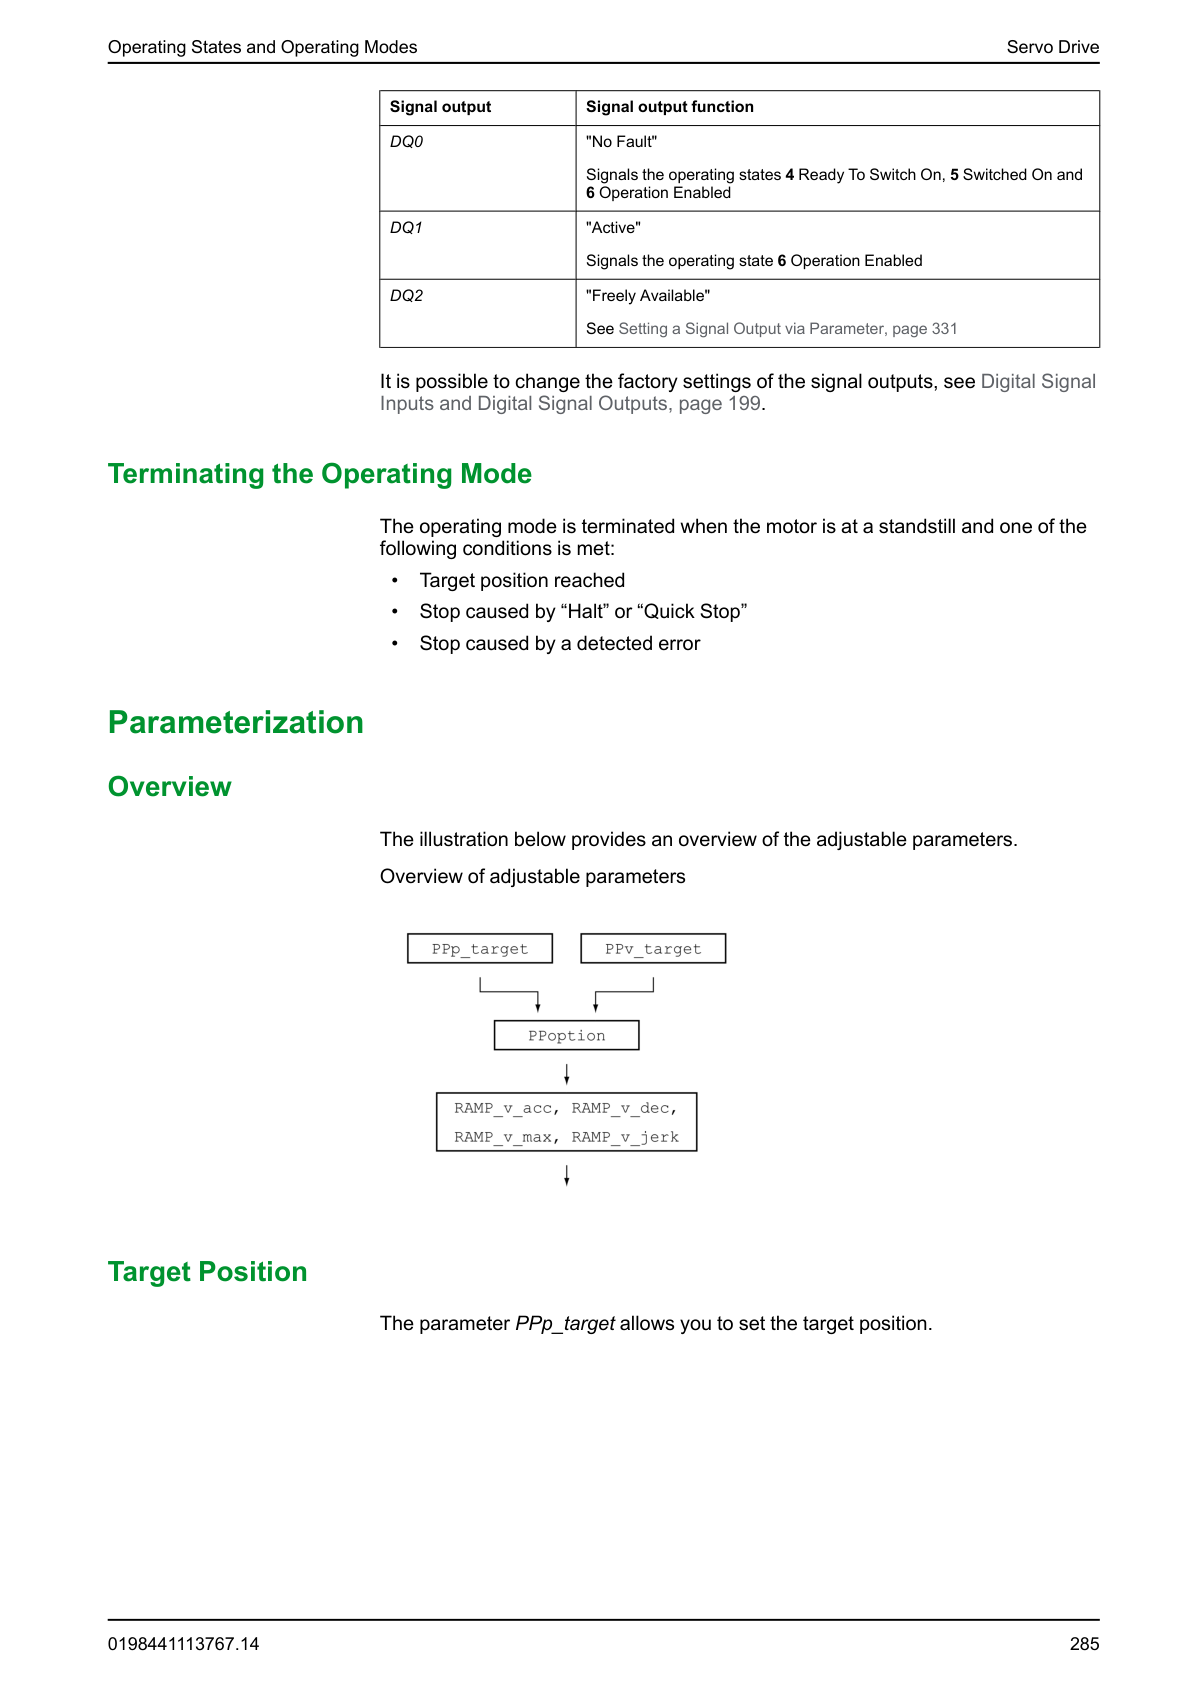 Operating States and Operating Modes Servo Drive
Signal output Signal output function
DQ0 "No Fault"
Signals the operating states 4 Ready To Switch On, 5 Switched On and
6 Operation Enabled
DQ1 "Active"
Signals the operating state 6 Operation Enabled
DQ2 "Freely Available"
See Setting a Signal Output via Parameter, page 331
It is possible to change the factory settings of the signal outputs, see Digital Signal
Inputs and Digital Signal Outputs, page 199.
Terminating the Operating Mode
The operating mode is terminated when the motor is at a standstill and one of the
following conditions is met:
• Target position reached
• Stop caused by “Halt” or “Quick Stop”
• Stop caused by a detected error
Parameterization
Overview
The illustration below provides an overview of the adjustable parameters.
Overview of adjustable parameters
PPp_target PPv_target
PPoption
RAMP_v_acc, RAMP_v_dec,
RAMP_v_max, RAMP_v_jerk
Target Position
The parameter PPp_target allows you to set the target position.
0198441113767.14 285